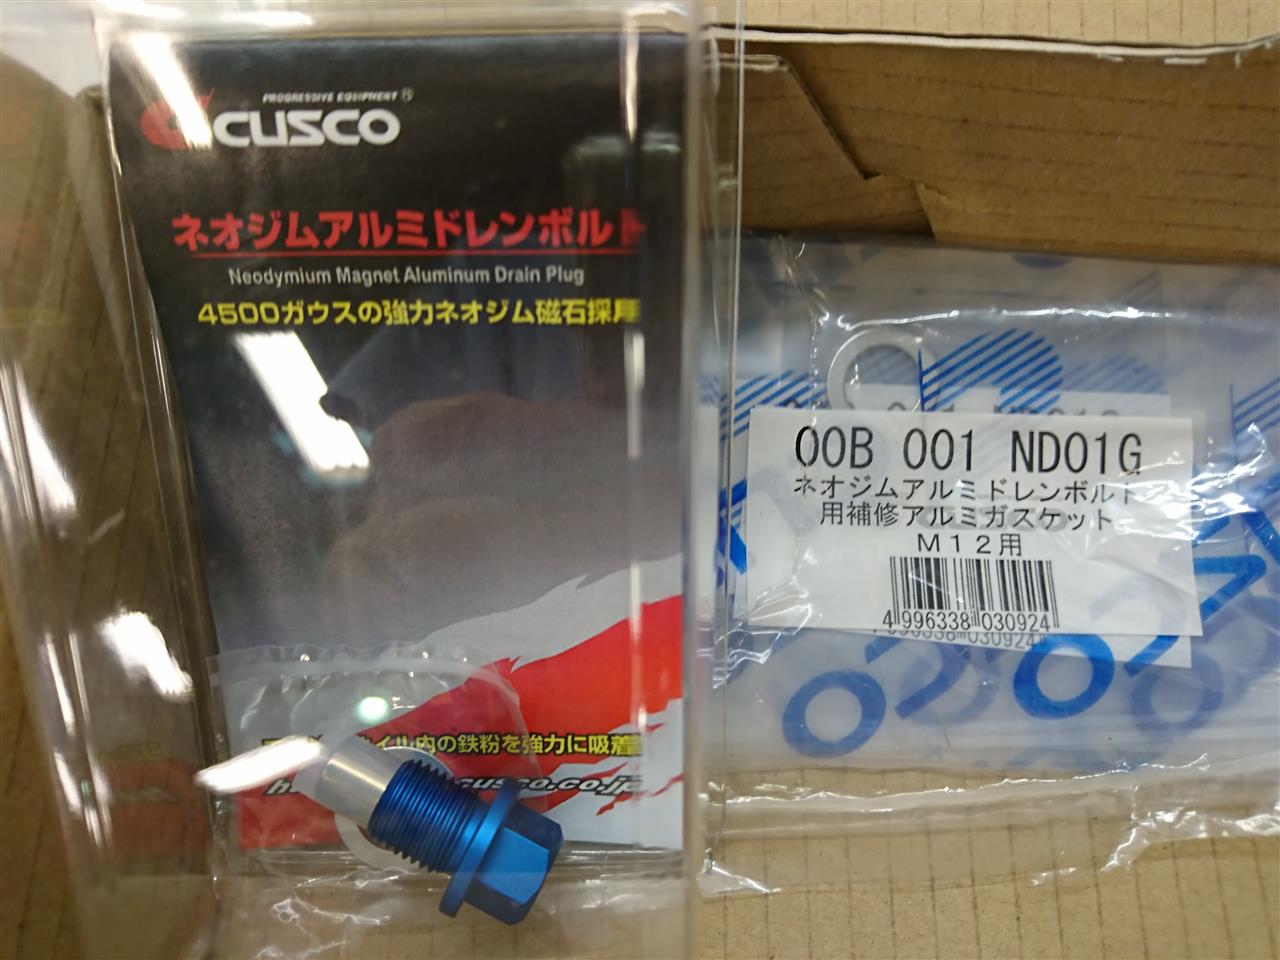 PROGRESSIVE EQUIPMENT ®
CUSCO
ネオジムアルミドレンボルト
Neodymium Magnet Aluminum Drain Plug
4500ガウスの強力ネオジム磁石採用
イル内の鉄粉を強力に吸着
cusco.co.jp
00B 001 ND01G
ネオジムアルミドレンボルト
用補修アルミガスケット
M12用
4 996338 030924